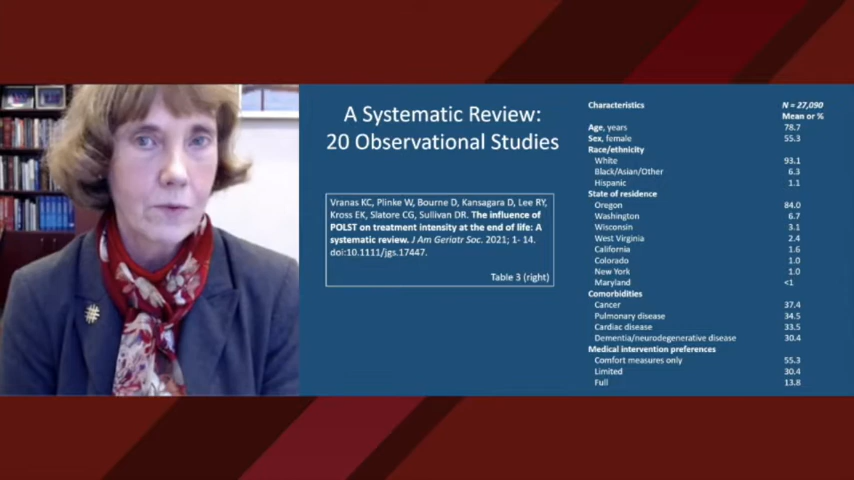 A Systematic Review:
20 Observational Studies
Vranas KC, Plinke W, Bourne D, Kansagara D, Lee RY,
Kross EK, Slatore CG, Sullivan DR. The influence of
POLST on treatment intensity at the end of life: A
systematic review. J Am Geriatr Soc. 2021; 1- 14.
doi:10.1111/jgs.17447.
Table 3 (right)
Characteristics N = 27,090
Mean or %
Age, years 78.7
Sex, female 55.3
Race/ethnicity
White 93.1
Black/Asian/Other 6.3
Hispanic 1.1
State of residence
Oregon 84.0
Washington 6.7
Wisconsin 3.1
West Virginia 2.4
California 1.6
Colorado 1.0
New York 1.0
Maryland <1
Comorbidities
Cancer 37.4
Pulmonary disease 34.5
Cardiac disease 33.5
Dementia/neurodegenerative disease 30.4
Medical intervention preferences
Comfort measures only 55.3
Limited 30.4
Full 13.8